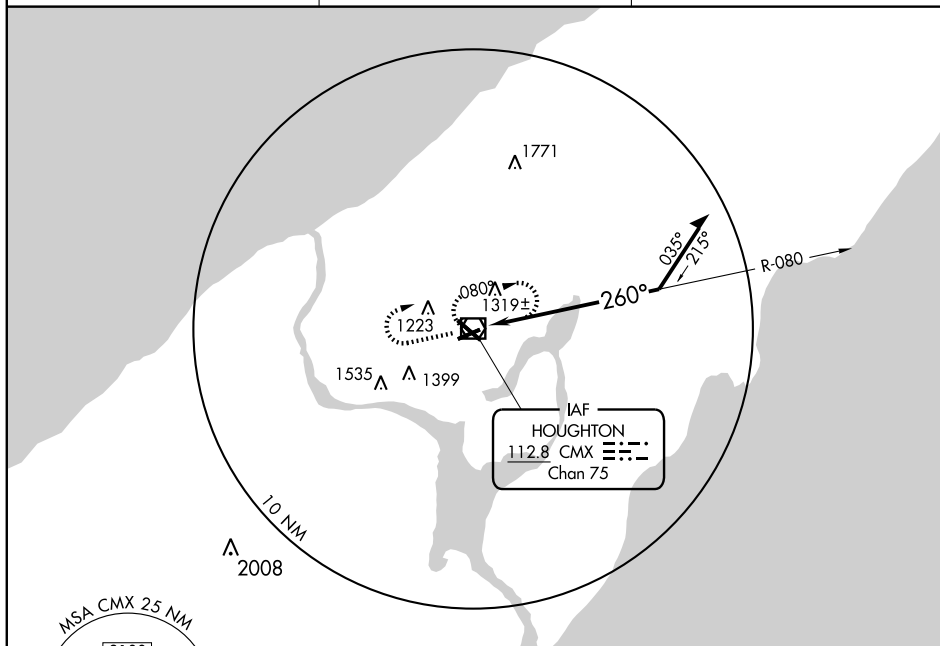 1771
035°
215°
R-080
080°
1319±
260°
1223
1535
1399
IAF
HOUGHTON
112.8 CMX
Chan 75
10 NM
2008
MSA CMX 25 NM